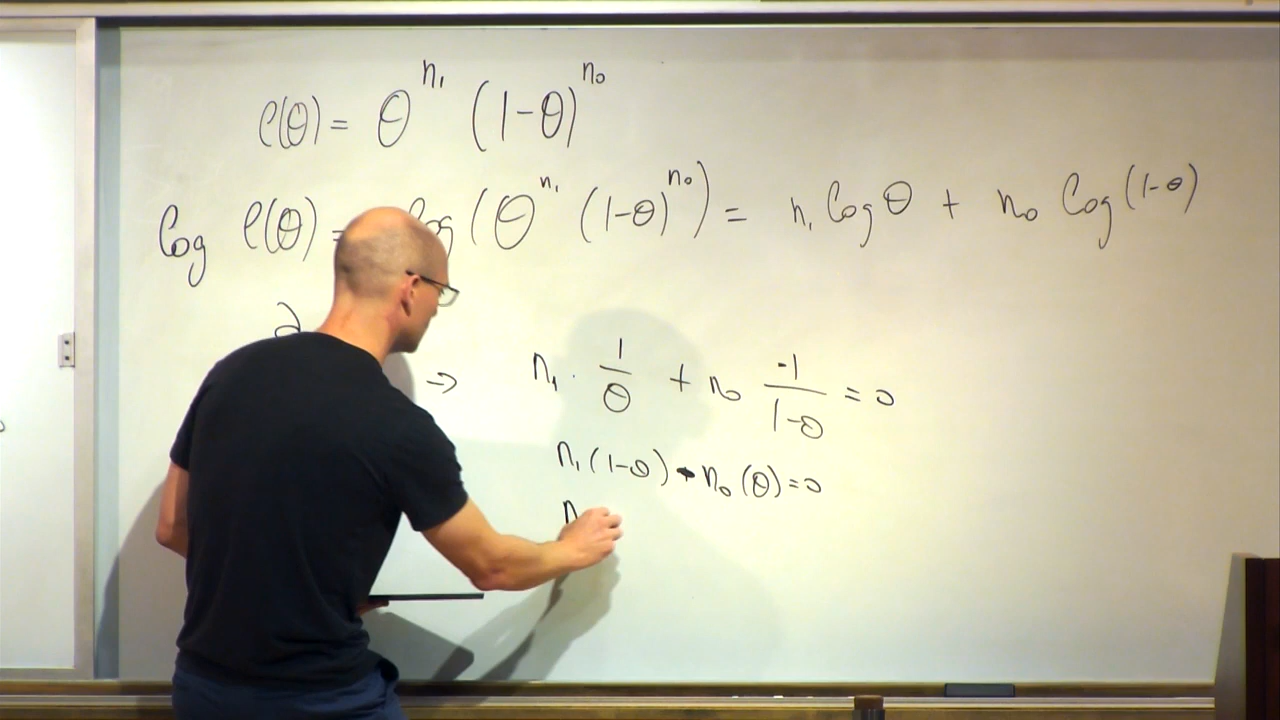 ℓ(θ) = θ^n₁ (1-θ)^n₀
log ℓ(θ) = log (θ^n₁ (1-θ)^n₀) = n₁ log θ + n₀ log (1-θ)
∂ → n₁ · 1/θ + n₀ -1/(1-θ) = 0
n₁ (1-θ) - n₀ (θ) = 0
n